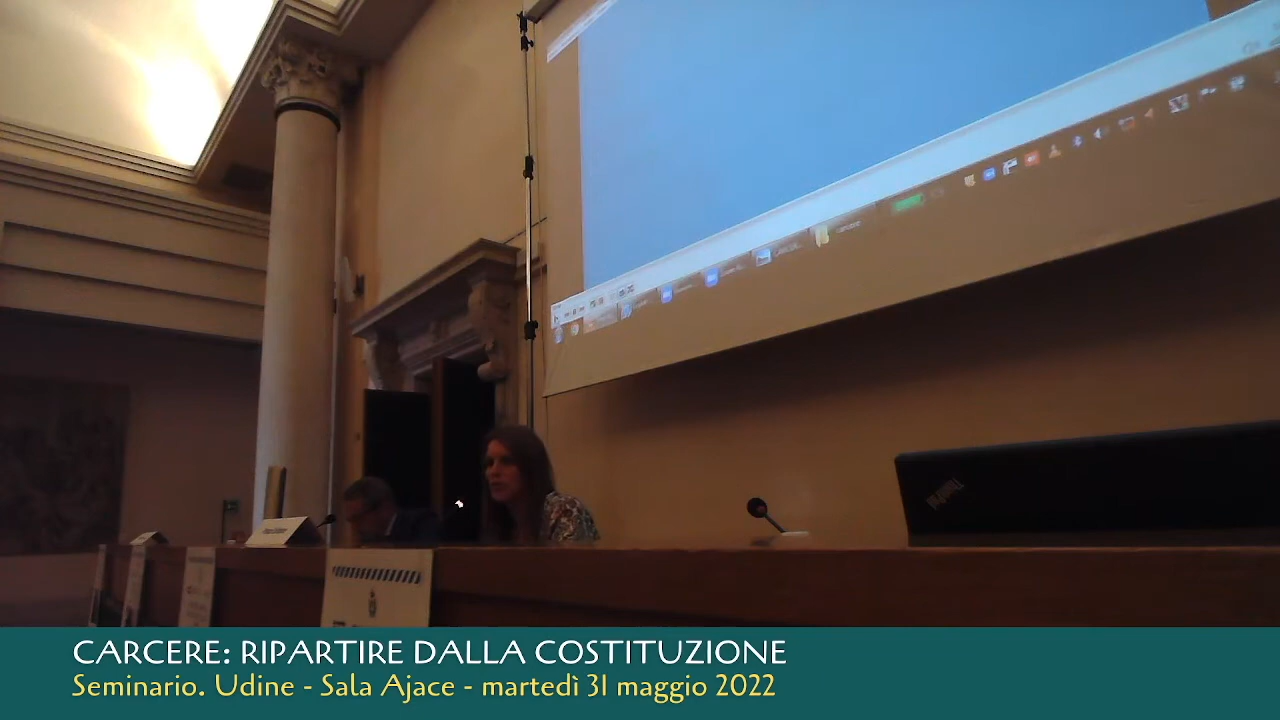 CARCERE: RIPARTIRE DALLA COSTITUZIONE
Seminario. Udine - Sala Ajace - martedì 31 maggio 2022